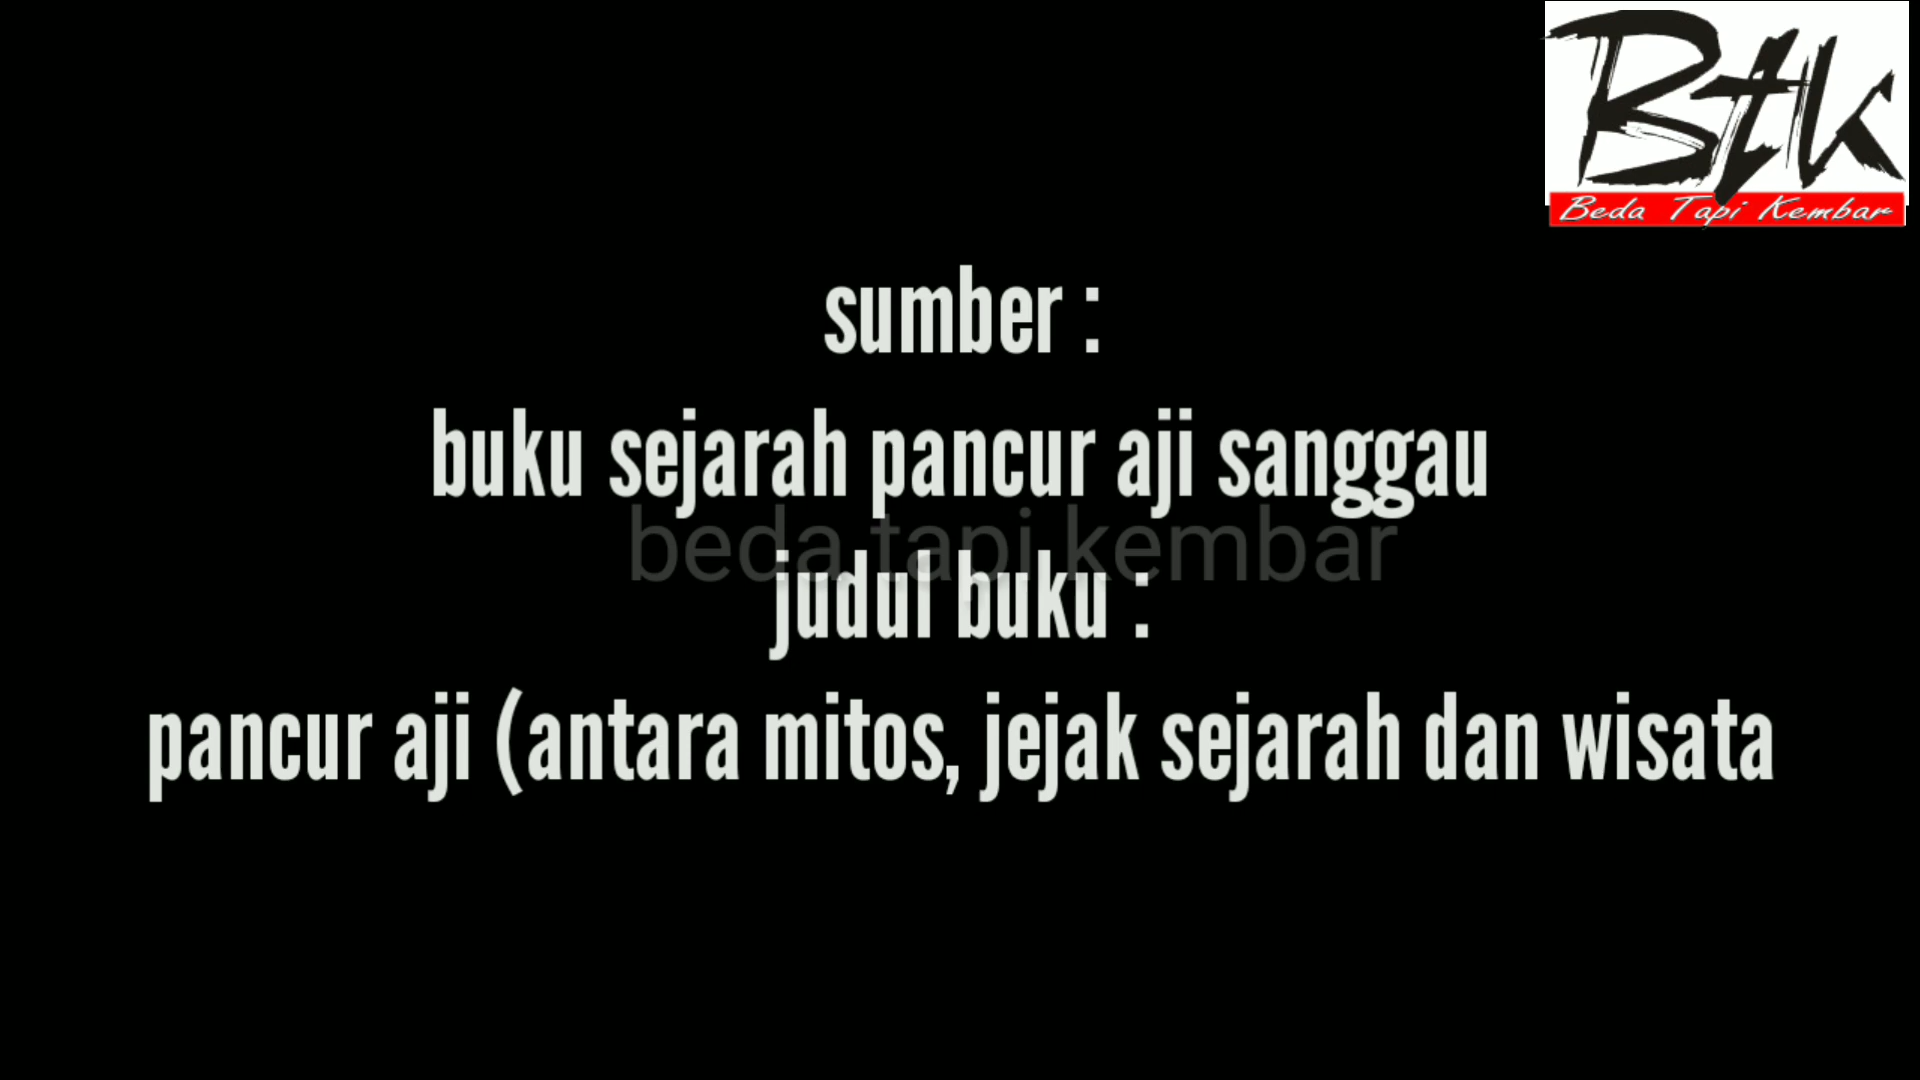 Btk
Beda Tapi Kembar
sumber :
buku sejarah pancur aji sanggau
beda tapi kembar
judul buku :
pancur aji (antara mitos, jejak sejarah dan wisata